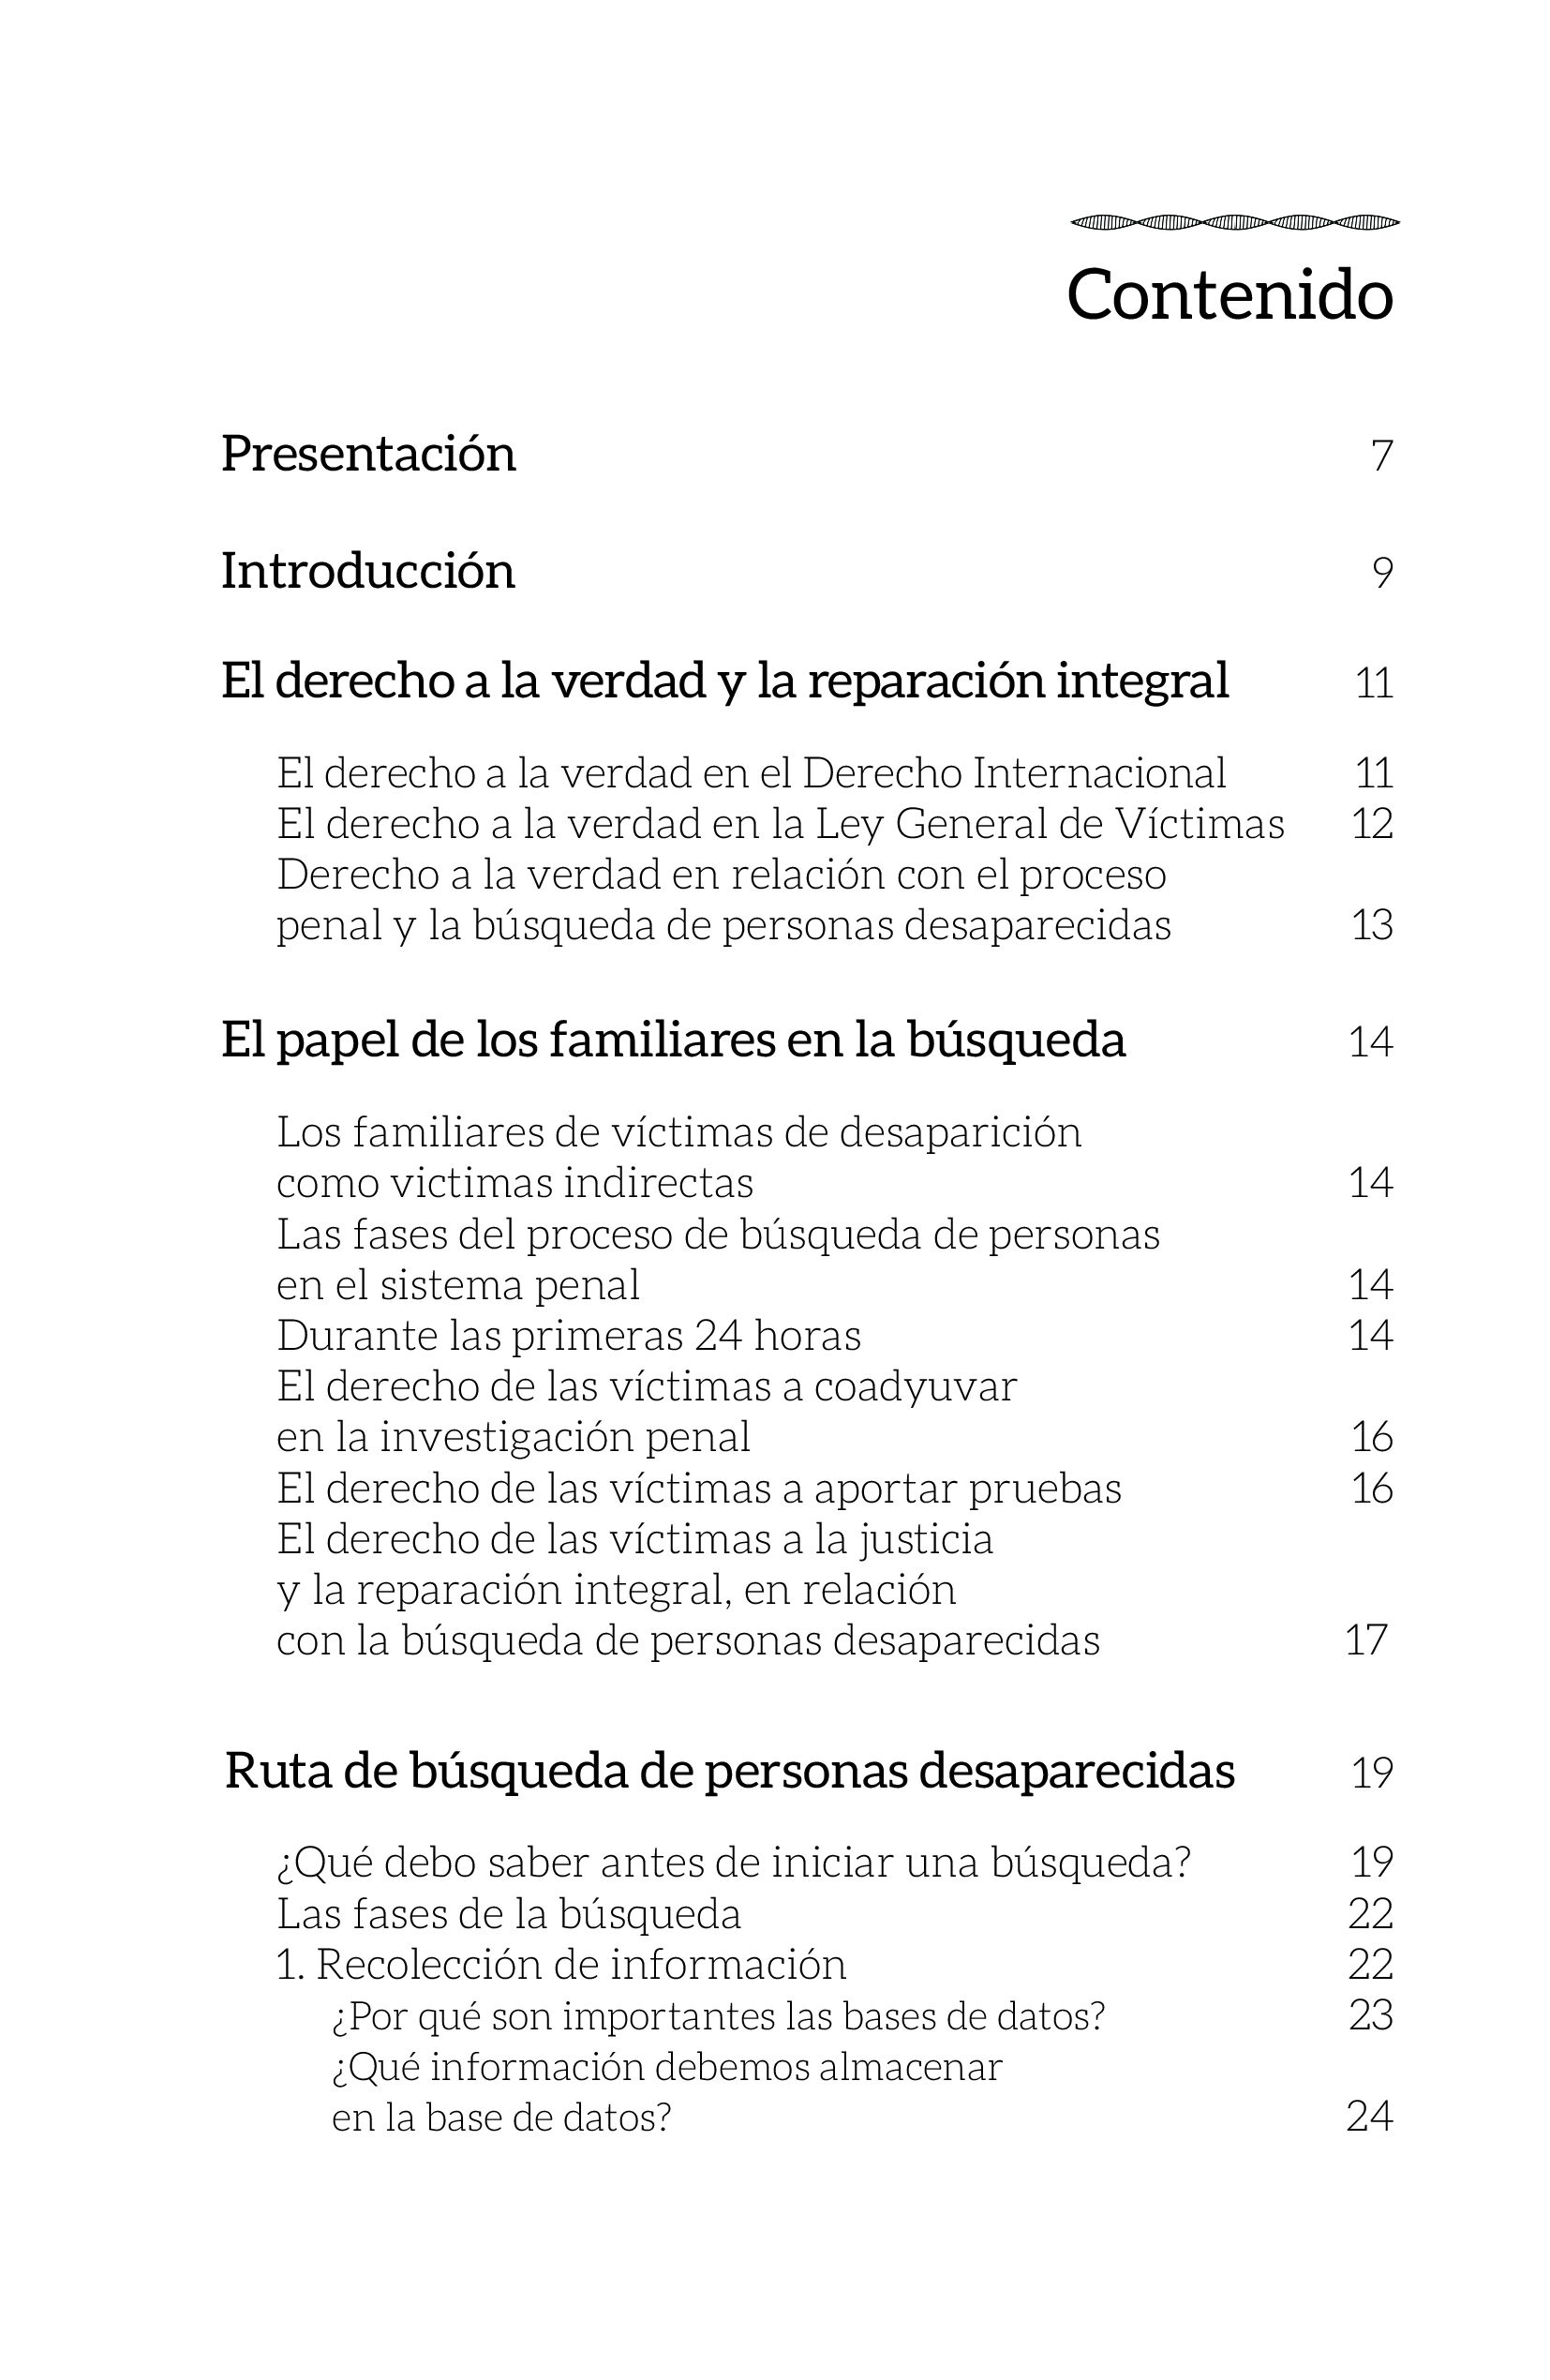 Contenido
Presentación 7
Introducción 9
El derecho a la verdad y la reparación integral 11
El derecho a la verdad en el Derecho Internacional 11
El derecho a la verdad en la Ley General de Víctimas 12
Derecho a la verdad en relación con el proceso
penal y la búsqueda de personas desaparecidas 13
El papel de los familiares en la búsqueda 14
Los familiares de víctimas de desaparición
como victimas indirectas 14
Las fases del proceso de búsqueda de personas
en el sistema penal 14
Durante las primeras 24 horas 14
El derecho de las víctimas a coadyuvar
en la investigación penal 16
El derecho de las víctimas a aportar pruebas 16
El derecho de las víctimas a la justicia
y la reparación integral, en relación
con la búsqueda de personas desaparecidas 17
Ruta de búsqueda de personas desaparecidas 19
¿Qué debo saber antes de iniciar una búsqueda? 19
Las fases de la búsqueda 22
1. Recolección de información 22
¿Por qué son importantes las bases de datos? 23
¿Qué información debemos almacenar
en la base de datos? 24